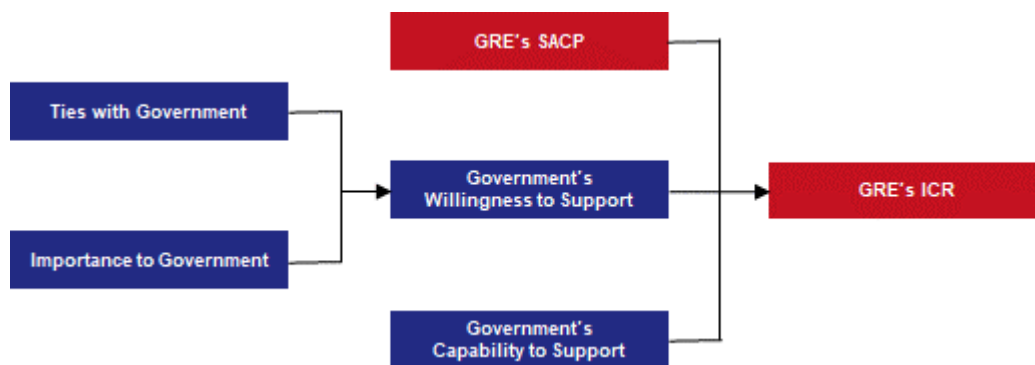 GRE's SACP
Ties with Government
Government's
Willingness to Support
GRE's ICR
Importance to Government
Government's
Capability to Support